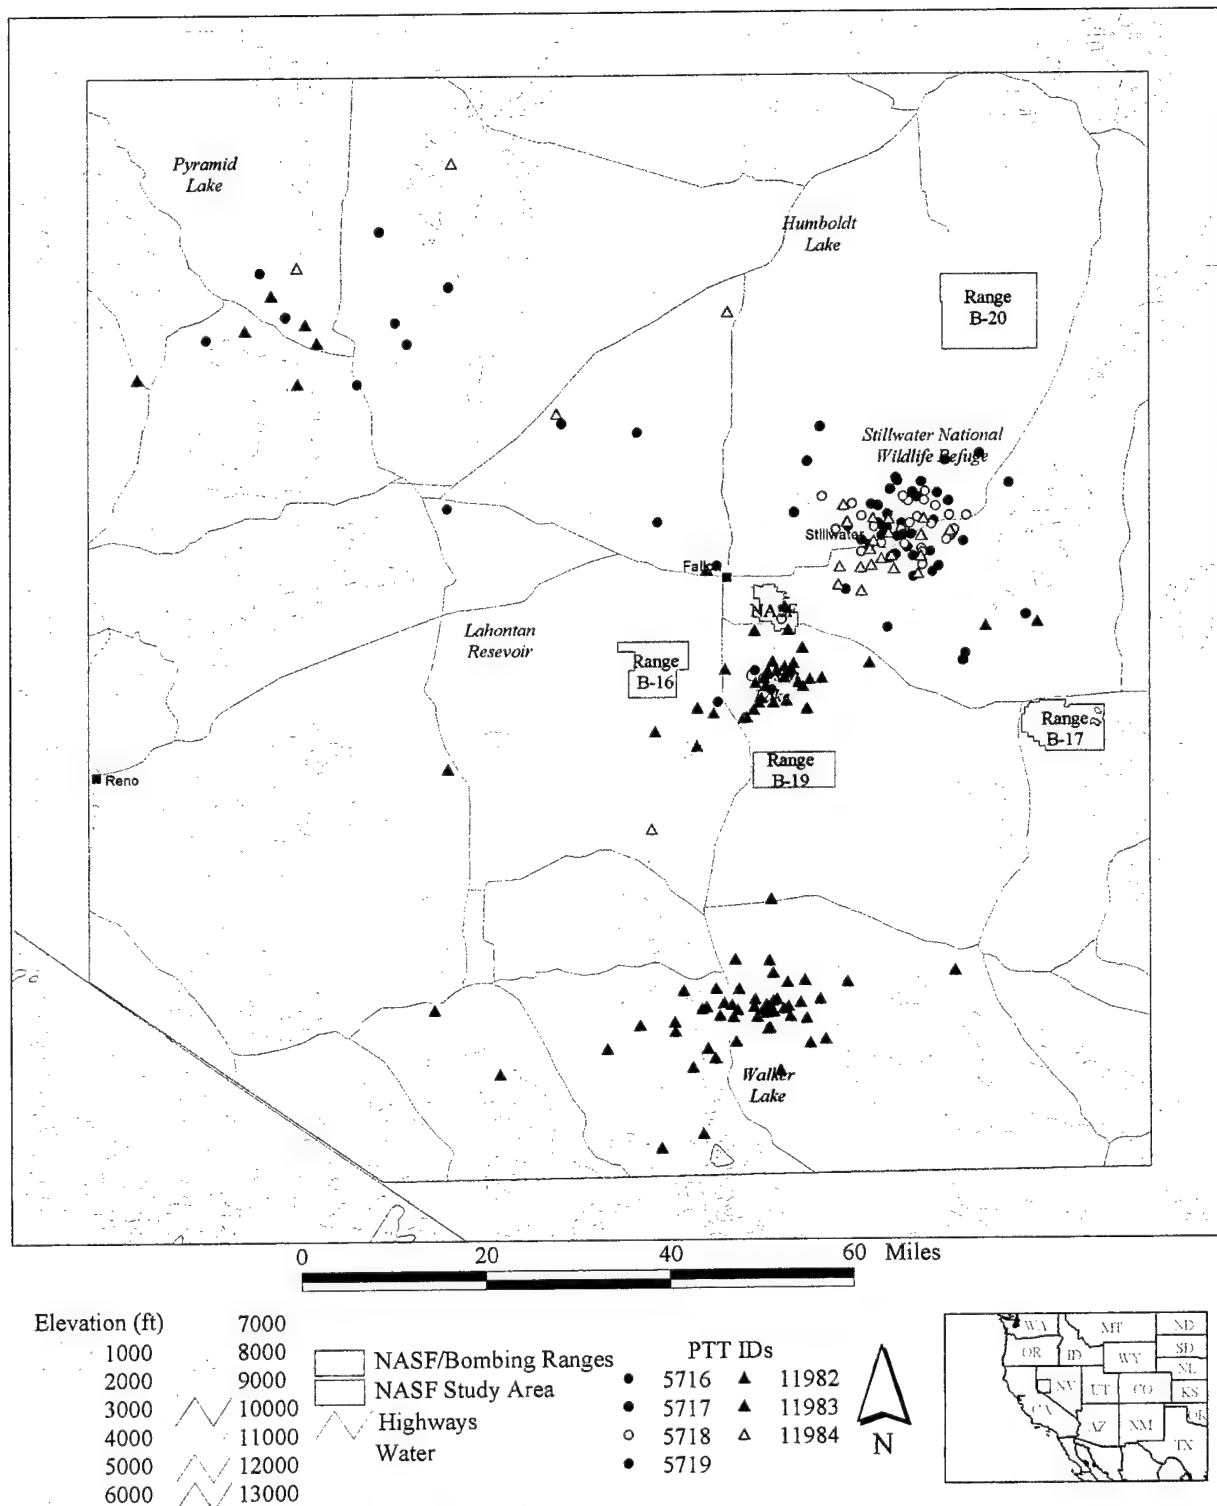 Pyramid
Lake
Humboldt
Lake
Range
B-20
Stillwater National
Wildlife Refuge
Stillwater
Fallon
NASF
Lahontan
Resevoir
Range
B-16
Lake
Range
B-17
Range
B-19
Reno
Walker
Lake
0 20 40 60 Miles
Elevation (ft)
1000
2000
3000
4000
5000
6000
7000
8000
9000
10000
11000
12000
13000
NASF/Bombing Ranges
NASF Study Area
Highways
Water
PTT IDs
5716
5717
5718
5719
11982
11983
11984
N
WA
MT
ND
OR
ID
SD
WY
NV
UT
CO
KS
CA
AZ
NM
OK
TX